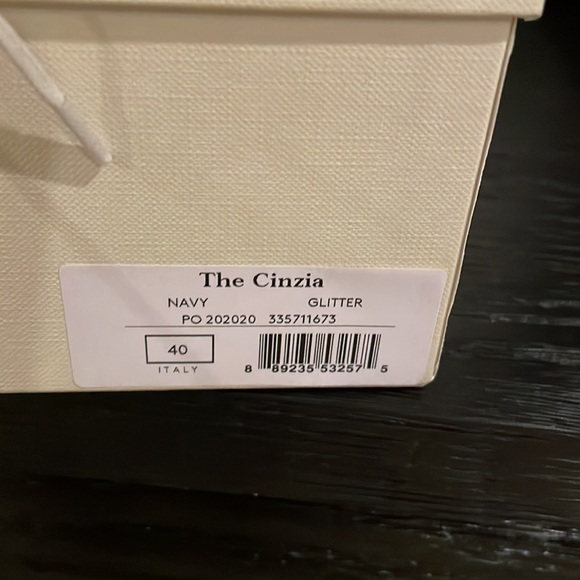 The Cinzia
NAVY GLITTER
PO 202020 335711673
40
ITALY
8 89235 53257 5